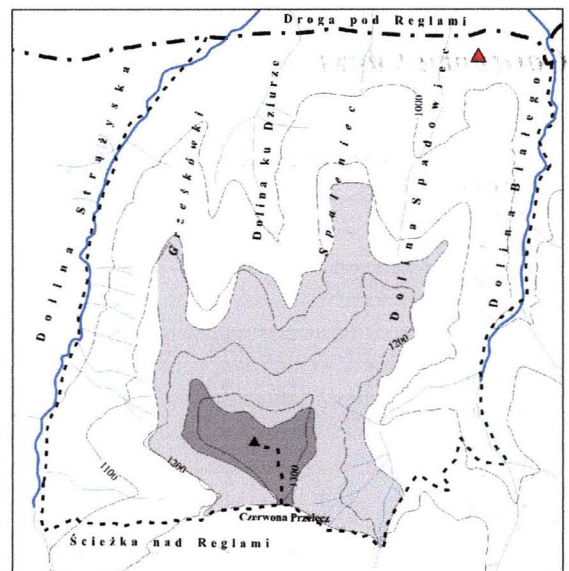 Droga pod Reglami
Dolina Strążyska
Grześkówki
Dolina ku Dziurze
Spaleniec
Dolina Spadowiec
Dolina Białego
1000
1200
1100
1200
1300
Czerwona Przełęcz
Ścieżka nad Reglami